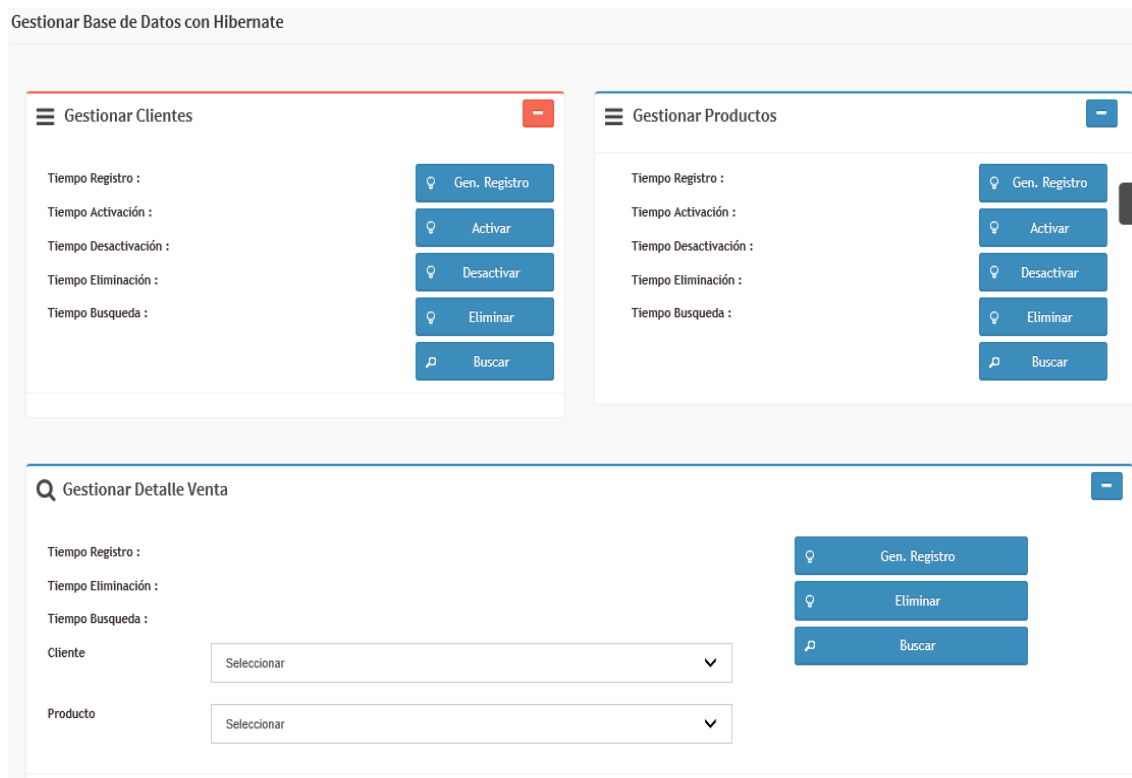 Gestionar Base de Datos con Hibernate
Gestionar Clientes
Tiempo Registro :
Tiempo Activación :
Tiempo Desactivación :
Tiempo Eliminación :
Tiempo Busqueda :
Gen. Registro
Activar
Desactivar
Eliminar
Buscar
Gestionar Productos
Tiempo Registro :
Tiempo Activación :
Tiempo Desactivación :
Tiempo Eliminación :
Tiempo Busqueda :
Gen. Registro
Activar
Desactivar
Eliminar
Buscar
Gestionar Detalle Venta
Tiempo Registro :
Tiempo Eliminación :
Tiempo Busqueda :
Cliente
Seleccionar
Producto
Seleccionar
Gen. Registro
Eliminar
Buscar